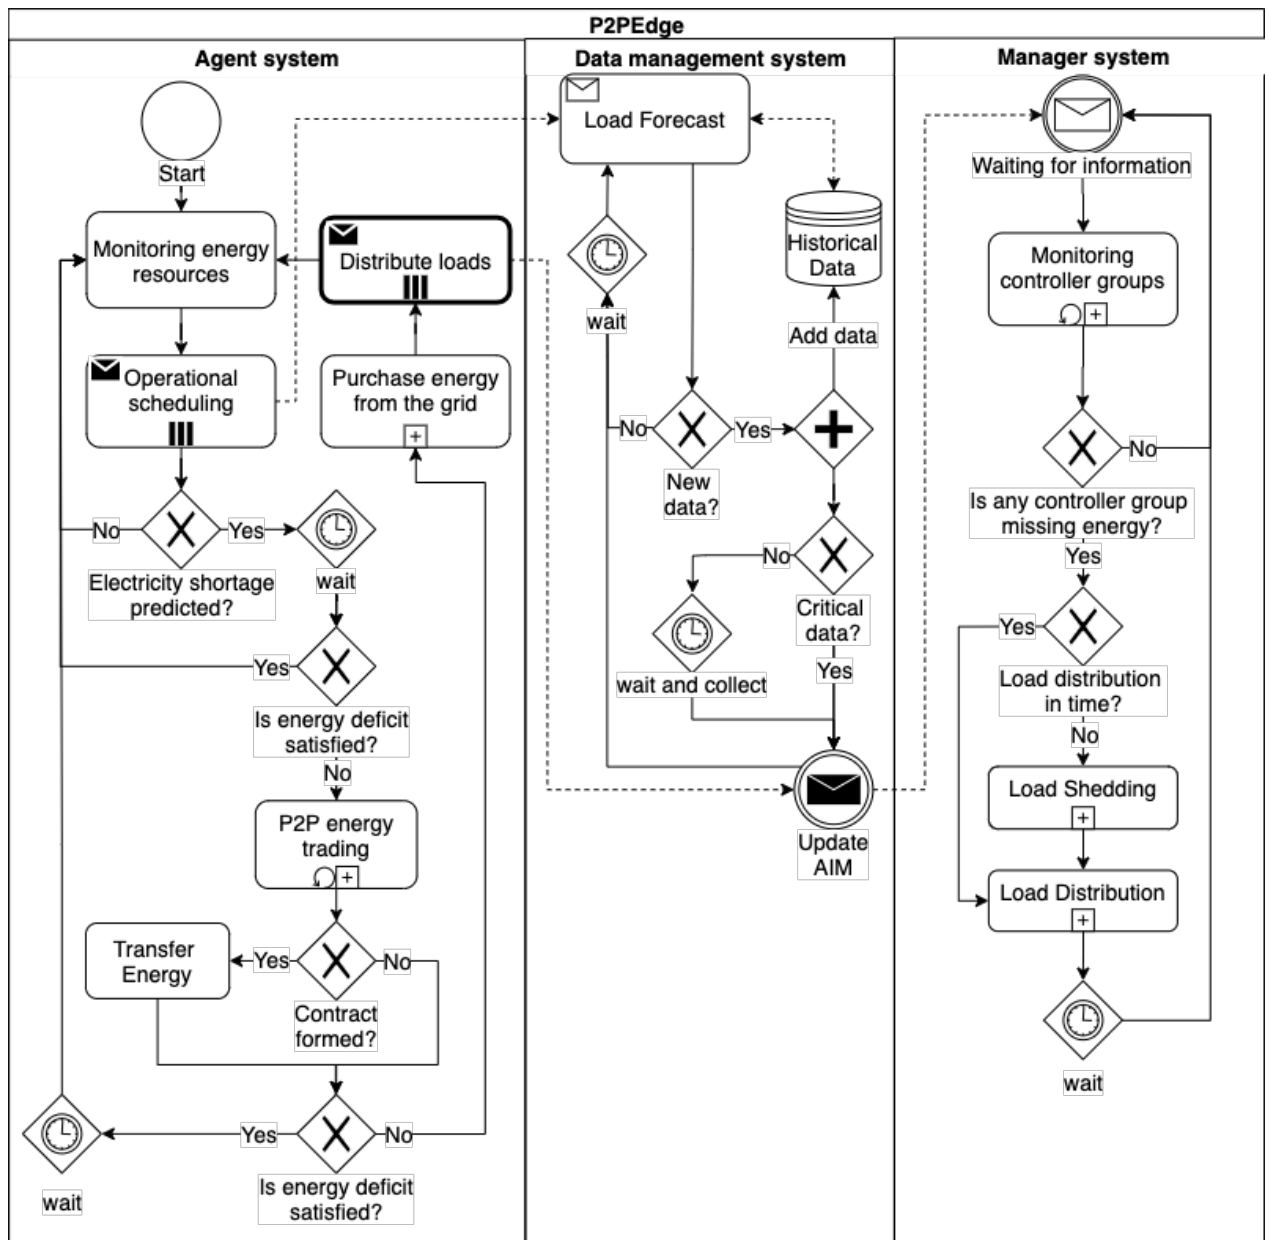 P2PEdge
Agent system
Start
Monitoring energy
resources
Distribute loads
Operational
scheduling
Purchase energy
from the grid
No
Yes
Electricity shortage
predicted?
wait
Yes
Is energy deficit
satisfied?
No
P2P energy
trading
Transfer
Energy
Yes
No
Contract
formed?
Yes
No
wait
Is energy deficit
satisfied?
Data management system
Load Forecast
Historical
Data
wait
Add data
No
Yes
New
data?
No
Critical
data?
wait and collect
Yes
Update
AIM
Manager system
Waiting for information
Monitoring
controller groups
No
Is any controller group
missing energy?
Yes
Yes
Load distribution
in time?
No
Load Shedding
Load Distribution
wait